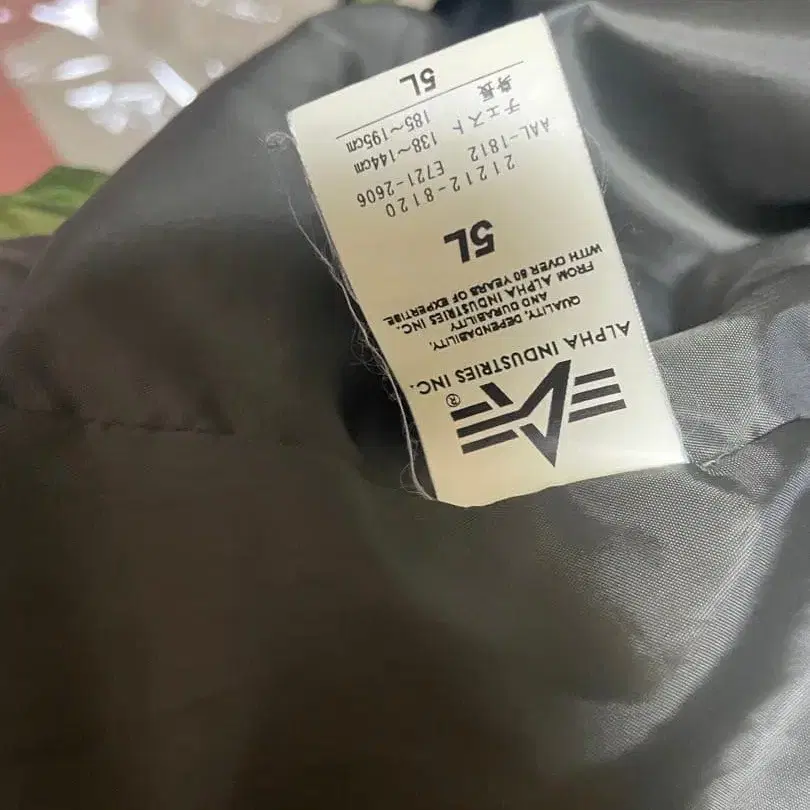 ®
ALPHA INDUSTRIES INC.
QUALITY, DEPENDABILITY,
AND DURABILITY
FROM ALPHA INDUSTRIES INC.
WITH OVER 60 YEARS OF EXPERTISE.
5L
21212-8120
AAL-1812 E721-2606
チェスト 138~144cm
身長 185~195cm
5L